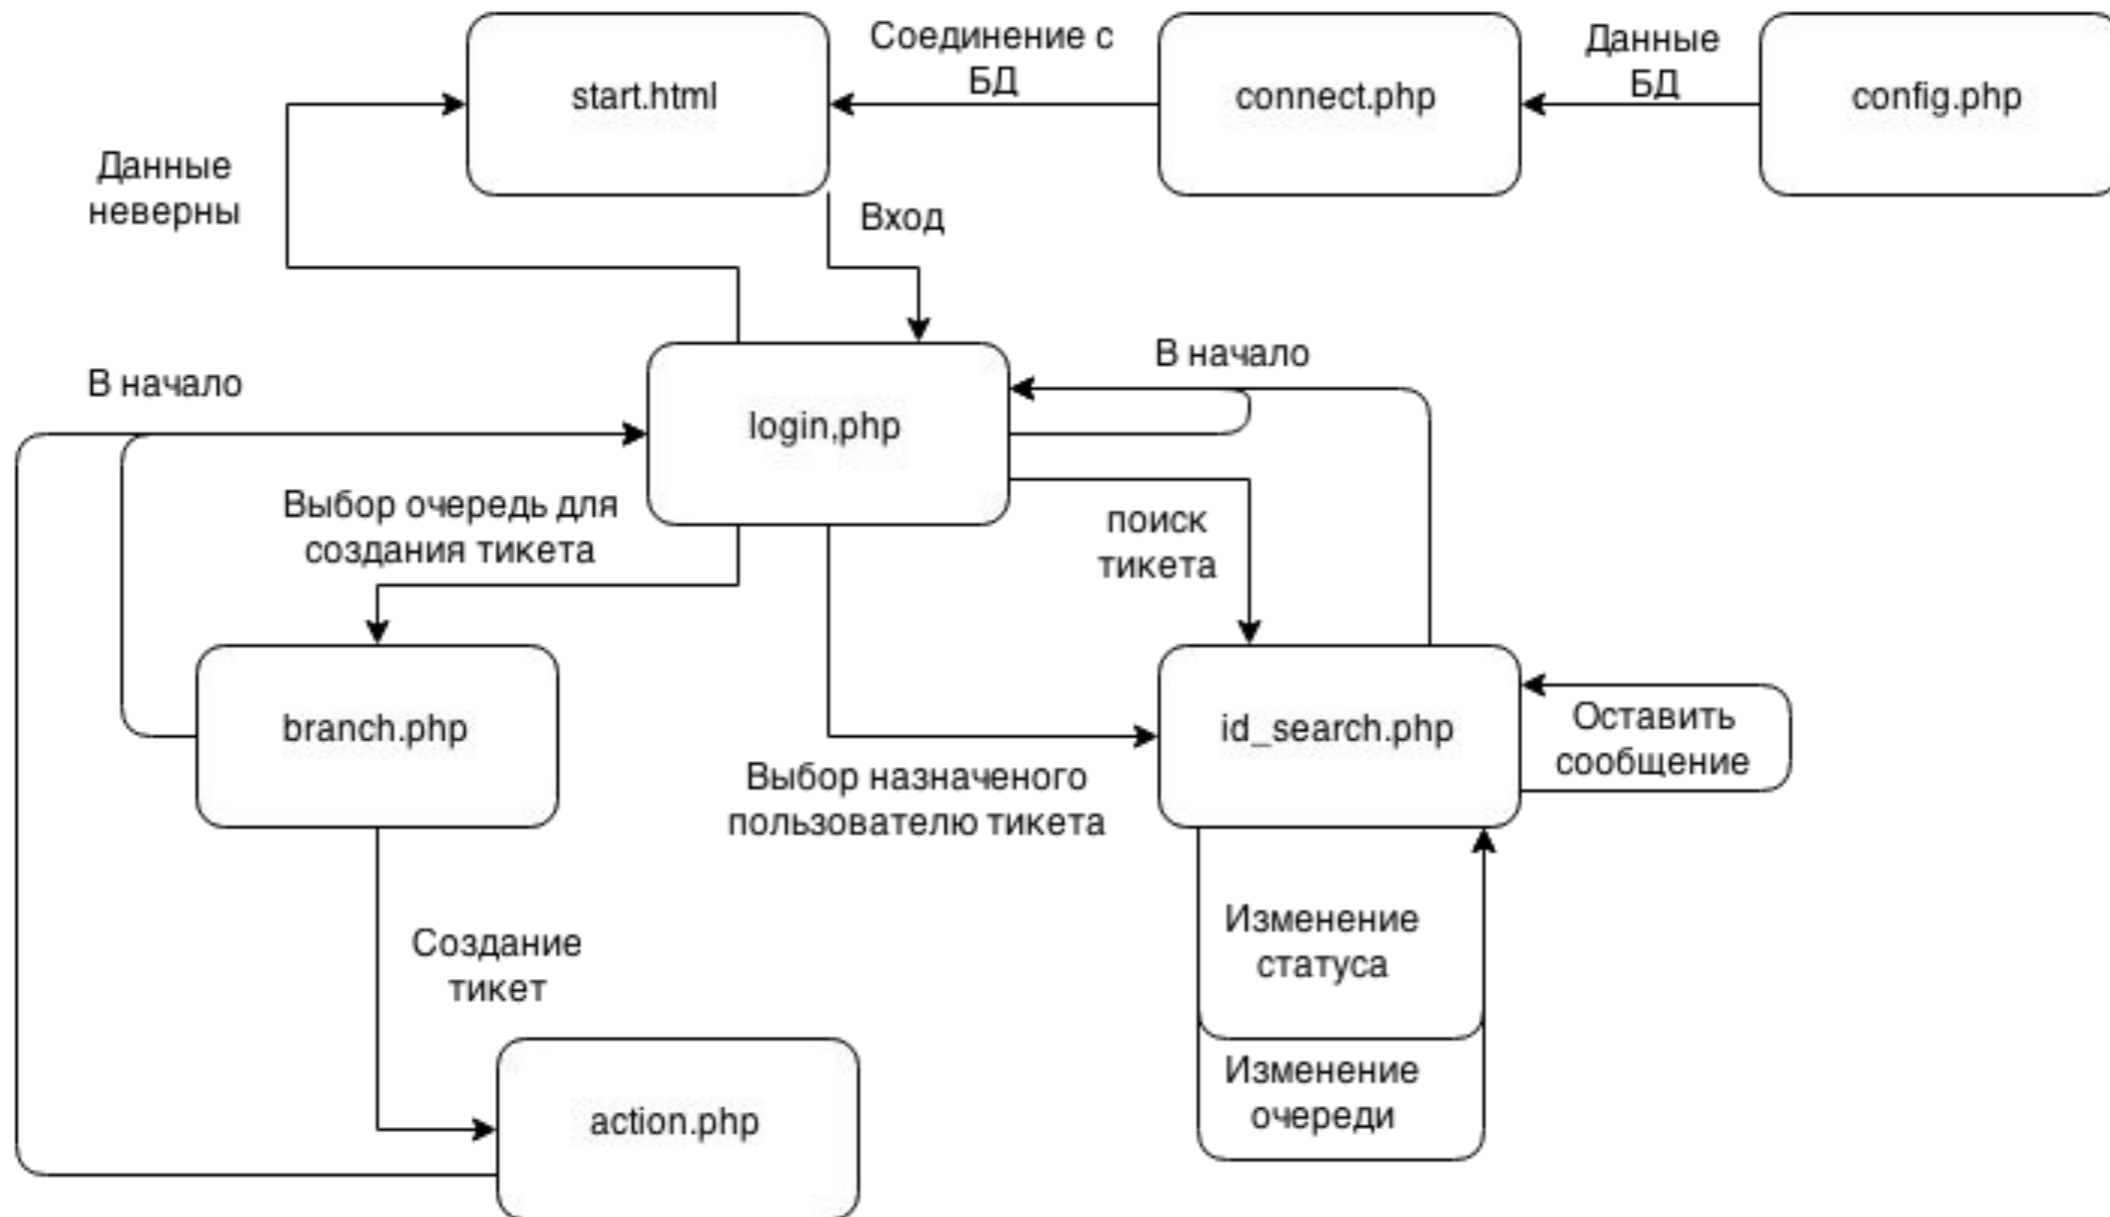 start.html
Соединение с
БД
connect.php
Данные
БД
config.php
Данные
неверны
Вход
В начало
В начало
login.php
Выбор очередь для
создания тикета
поиск
тикета
branch.php
id_search.php
Оставить
сообщение
Выбор назначеного
пользователю тикета
Создание
тикет
Изменение
статуса
Изменение
очереди
action.php